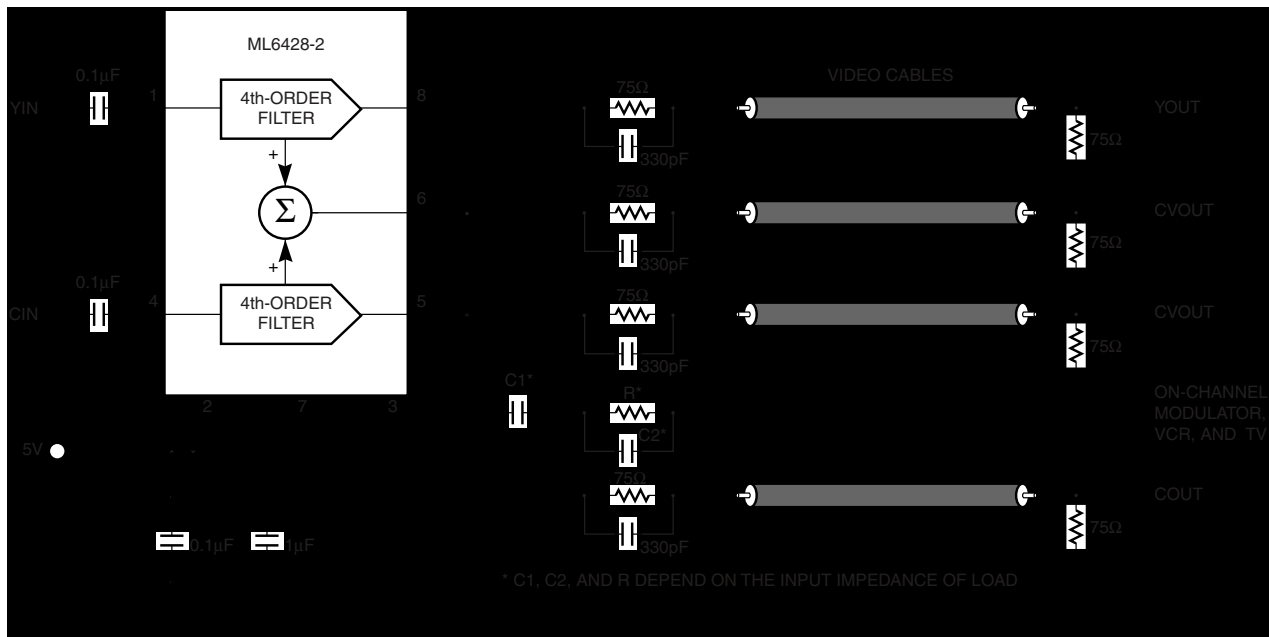 ML6428-2
0.1µF
YIN
1
4th-ORDER
FILTER
8
75Ω
330pF
VIDEO CABLES
75Ω
YOUT
+
Σ
6
75Ω
330pF
75Ω
CVOUT
+
0.1µF
CIN
4
4th-ORDER
FILTER
5
75Ω
330pF
75Ω
CVOUT
2
7
3
C1*
R*
C2*
ON-CHANNEL
MODULATOR,
VCR, AND TV
5V
75Ω
330pF
75Ω
COUT
0.1µF
1µF
* C1, C2, AND R DEPEND ON THE INPUT IMPEDANCE OF LOAD